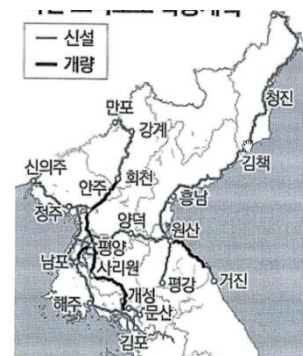 신설
개량
청진
만포
강계
김책
신의주
안주
회천
흥남
정주
양덕
원산
평양
남포
사리원
평강
거진
해주
개성
문산
김포